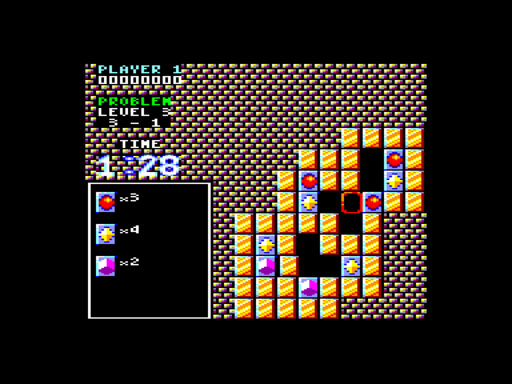 PLAYER 1
00000000
PROBLEM
LEVEL 3
3 - 1
TIME
1:28
×3
×4
×2